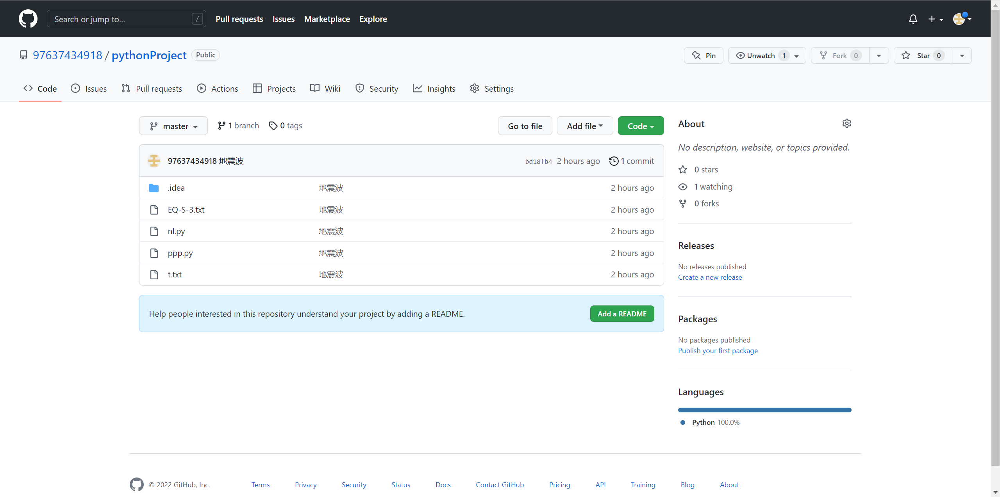 Search or jump to... /
Pull requests Issues Marketplace Explore
97637434918 / pythonProject Public
Pin Unwatch 1 Fork 0 Star 0
Code Issues Pull requests Actions Projects Wiki Security Insights Settings
master 1 branch 0 tags Go to file Add file Code
97637434918 地震波 bd18fb4 2 hours ago 1 commit
.idea 地震波 2 hours ago
EQ-S-3.txt 地震波 2 hours ago
nl.py 地震波 2 hours ago
ppp.py 地震波 2 hours ago
t.txt 地震波 2 hours ago
Help people interested in this repository understand your project by adding a README. Add a README
About
No description, website, or topics provided.
0 stars
1 watching
0 forks
Releases
No releases published
Create a new release
Packages
No packages published
Publish your first package
Languages
Python 100.0%
© 2022 GitHub, Inc. Terms Privacy Security Status Docs Contact GitHub Pricing API Training Blog About